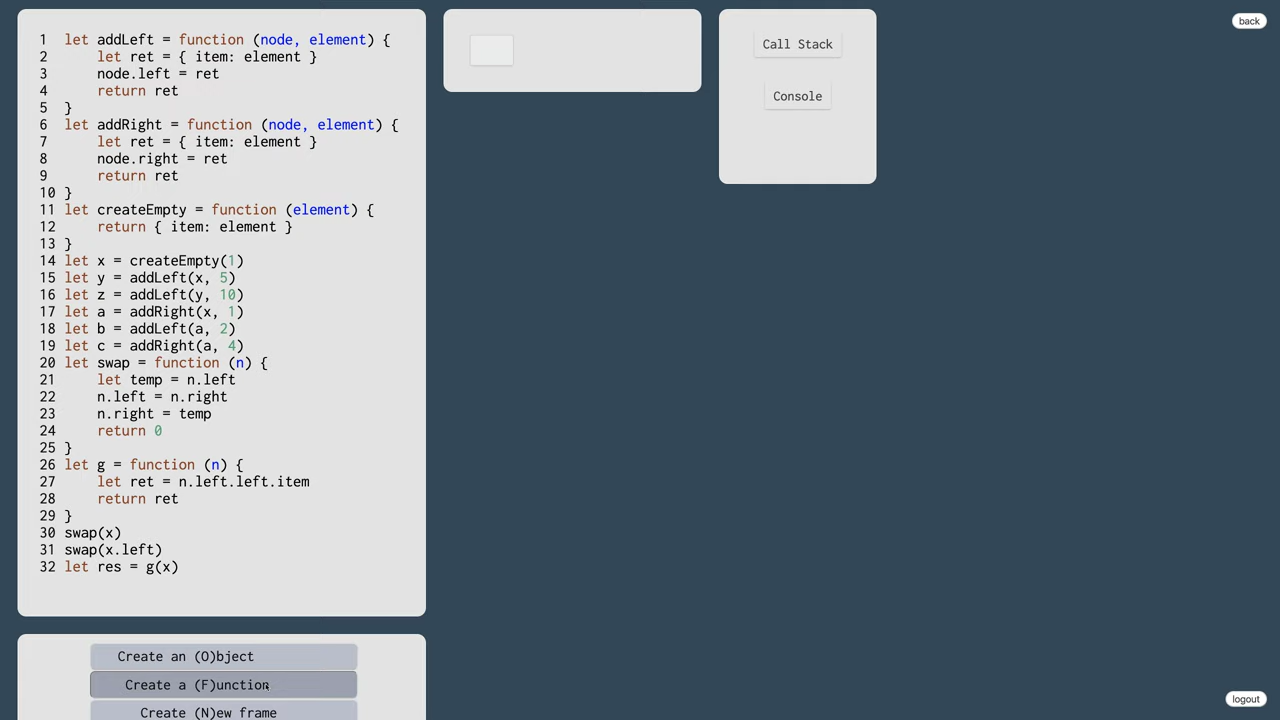 1 let addLeft = function (node, element) {
2     let ret = { item: element }
3     node.left = ret
4     return ret
5 }
6 let addRight = function (node, element) {
7     let ret = { item: element }
8     node.right = ret
9     return ret
10 }
11 let createEmpty = function (element) {
12     return { item: element }
13 }
14 let x = createEmpty(1)
15 let y = addLeft(x, 5)
16 let z = addLeft(y, 10)
17 let a = addRight(x, 1)
18 let b = addLeft(a, 2)
19 let c = addRight(a, 4)
20 let swap = function (n) {
21     let temp = n.left
22     n.left = n.right
23     n.right = temp
24     return 0
25 }
26 let g = function (n) {
27     let ret = n.left.left.item
28     return ret
29 }
30 swap(x)
31 swap(x.left)
32 let res = g(x)
Create an (O)bject
Create a (F)unction
Create (N)ew frame
Call Stack
Console
back
logout